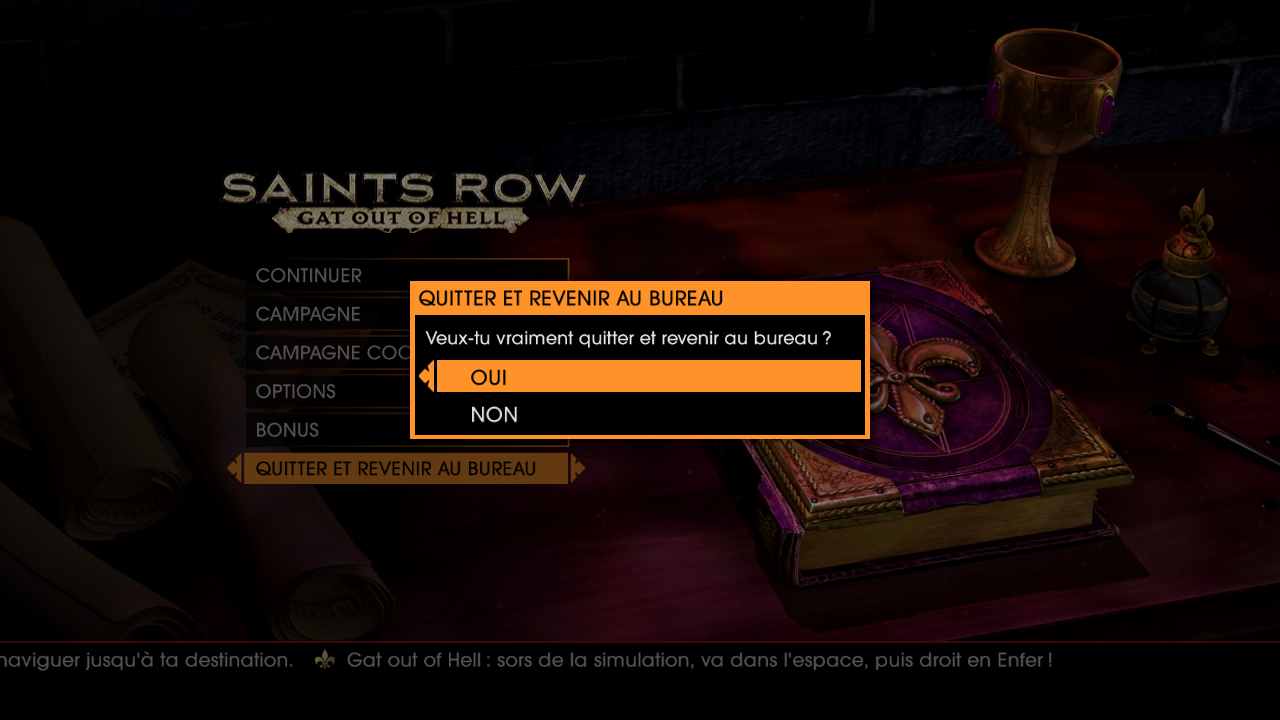 SAINTS ROW
GAT OUT OF HELL
CONTINUER
CAMPAGNE
CAMPAGNE COO
OPTIONS
BONUS
QUITTER ET REVENIR AU BUREAU
QUITTER ET REVENIR AU BUREAU
Veux-tu vraiment quitter et revenir au bureau ?
OUI
NON
naviguer jusqu'à ta destination. Gat out of Hell : sors de la simulation, va dans l'espace, puis droit en Enfer !